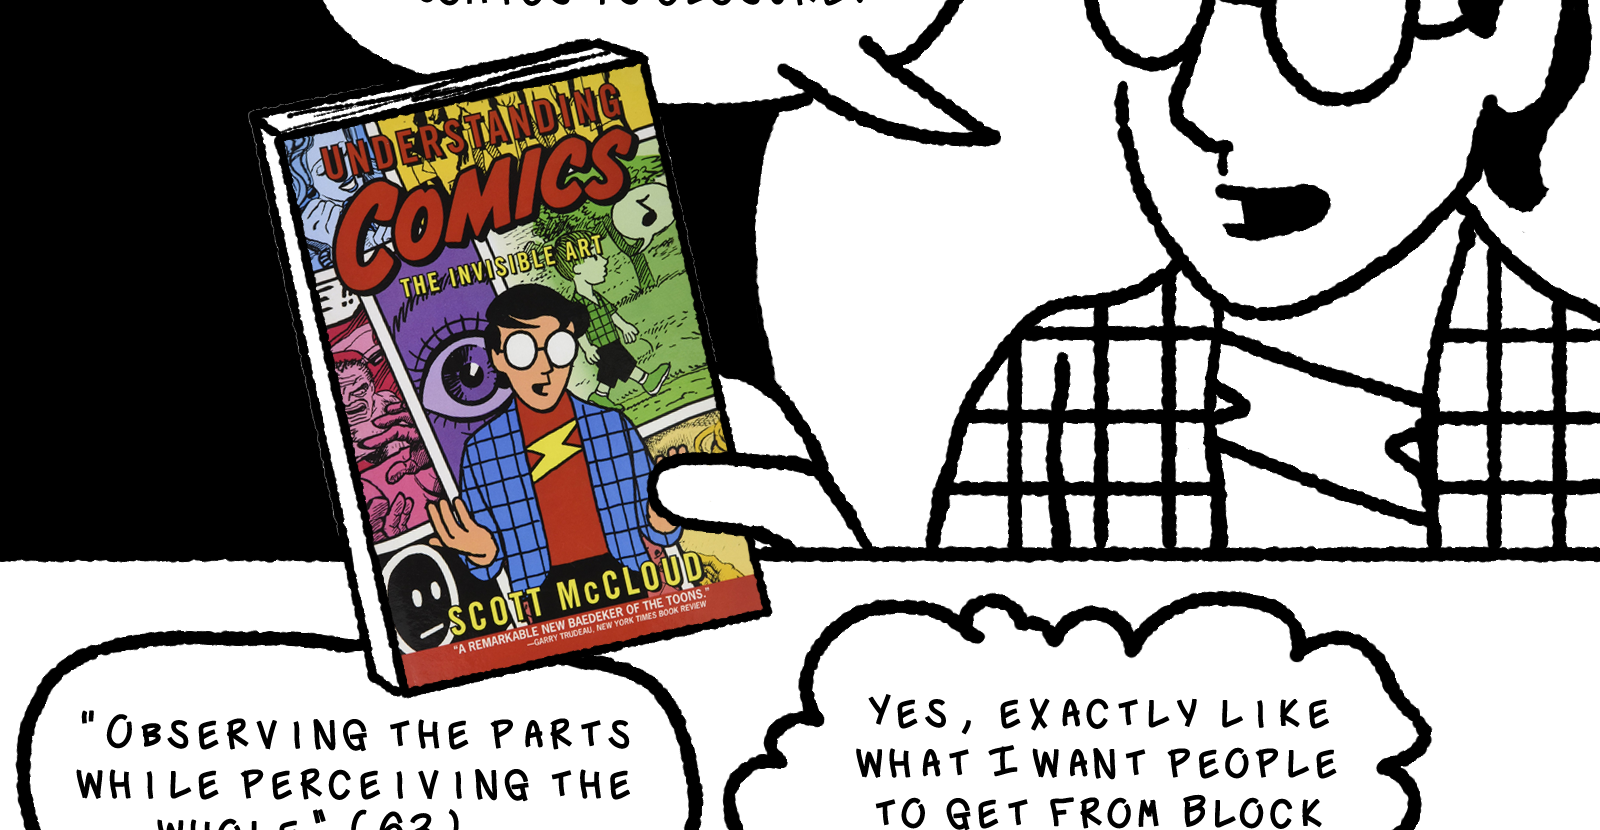 UNDERSTANDING
COMICS
THE INVISIBLE ART
SCOTT McCLOUD
"A REMARKABLE NEW BAEDEKER OF THE TOONS."
—GARRY TRUDEAU, NEW YORK TIMES BOOK REVIEW
"OBSERVING THE PARTS
WHILE PERCEIVING THE
WHOLE" (63)
YES, EXACTLY LIKE
WHAT I WANT PEOPLE
TO GET FROM BLOCK